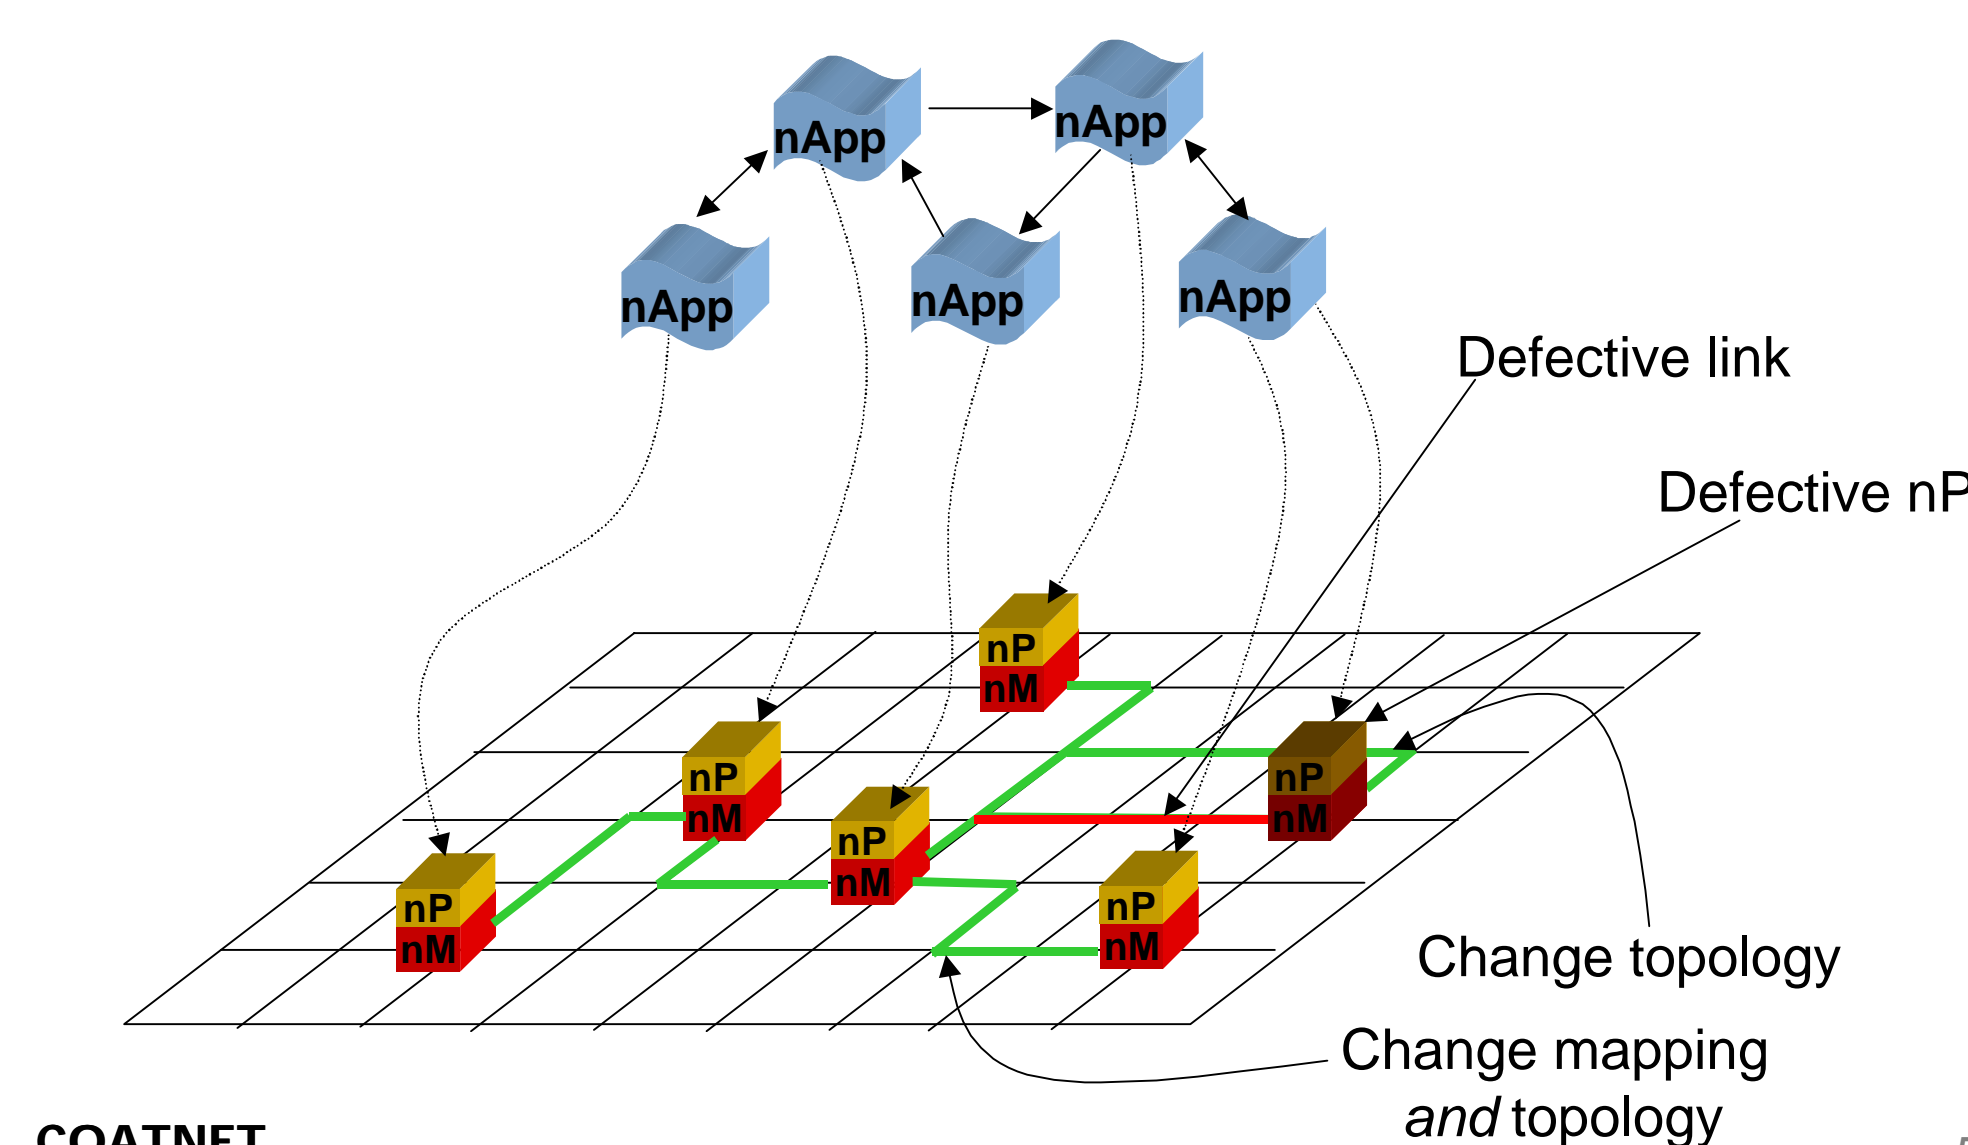 nApp
nApp
nApp
nApp
nApp
Defective link
Defective nP
nP
nM
nP
nM
nP
nM
nP
nM
nP
nM
nP
nM
Change topology
Change mapping
and topology
COATNET